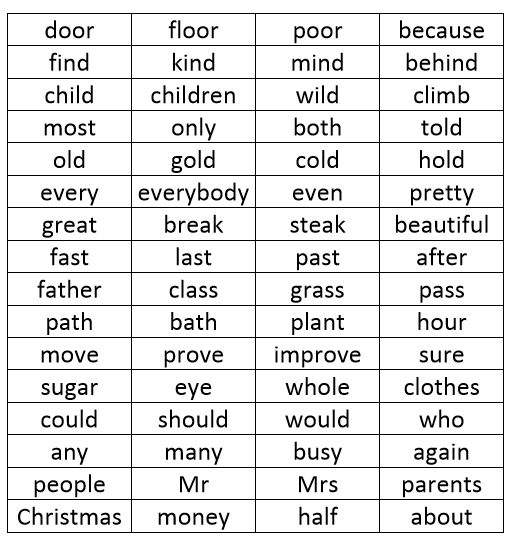 door floor poor because
find kind mind behind
child children wild climb
most only both told
old gold cold hold
every everybody even pretty
great break steak beautiful
fast last past after
father class grass pass
path bath plant hour
move prove improve sure
sugar eye whole clothes
could should would who
any many busy again
people Mr Mrs parents
Christmas money half about